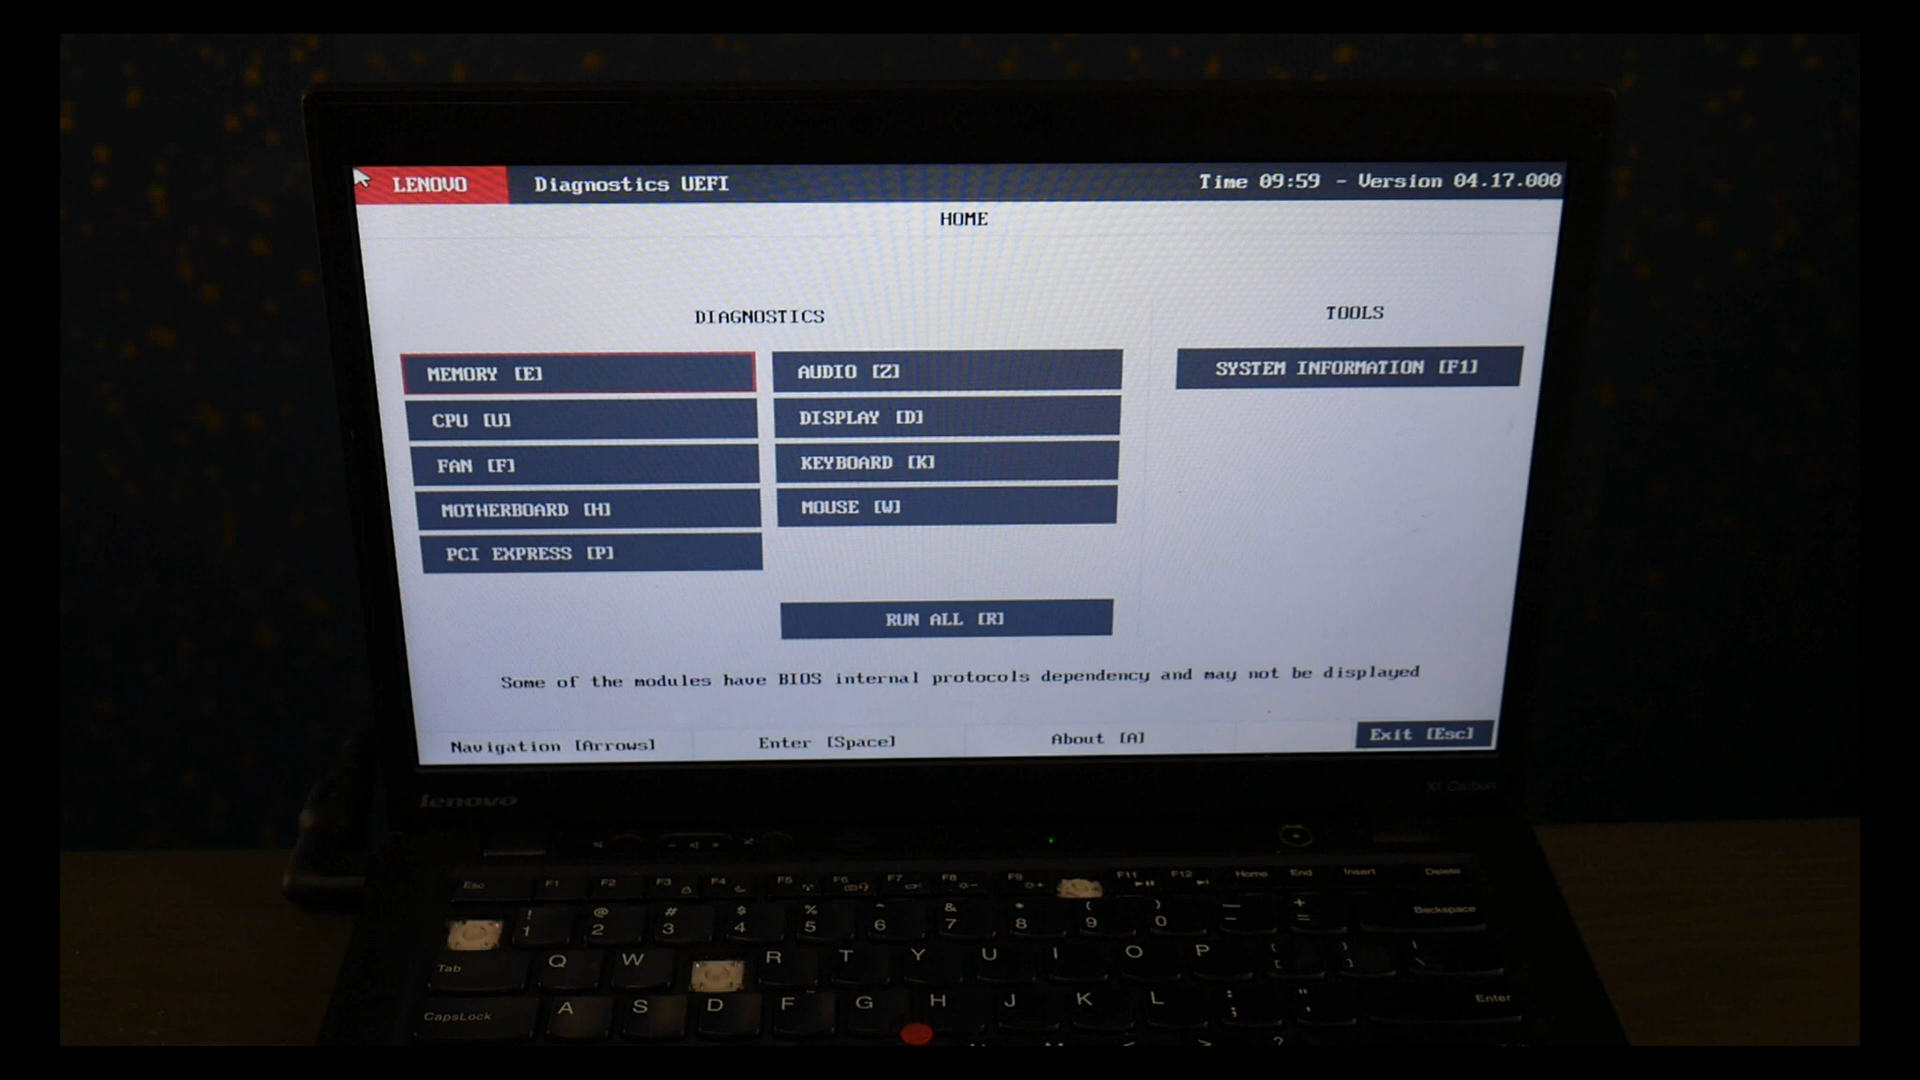 LENOVO Diagnostics UEFI Time 09:59 - Version 04.17.000
HOME
DIAGNOSTICS TOOLS
MEMORY [E] AUDIO [Z] SYSTEM INFORMATION [F1]
CPU [U] DISPLAY [D]
FAN [F] KEYBOARD [K]
MOTHERBOARD [H] MOUSE [W]
PCI EXPRESS [P]
RUN ALL [R]
Some of the modules have BIOS internal protocols dependency and may not be displayed
Navigation [Arrows] Enter [Space] About [A] Exit [Esc]
lenovo X1 Carbon
Esc F1 F2 F3 F4 F5 F6 F7 F8 F9 F11 F12 Home End Insert Delete
! @ # $ % ^ & * ( ) — +
1 2 3 4 5 6 7 8 9 0 - = Backspace
Tab Q W R T Y U I O P { [ } ] | \
CapsLock A S D F G H J K L : ; " ' Enter
< > ?